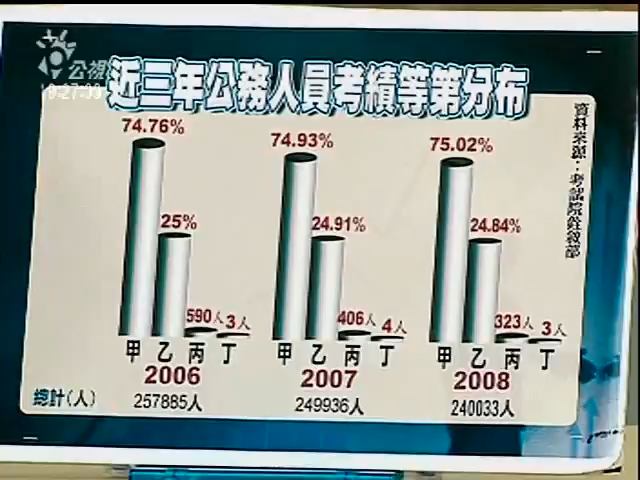 公視
9:27:33
近三年公務人員考績等第分布
資料來源：考試院銓敘部
74.76%
25%
590人
3人
甲 乙 丙 丁
2006
74.93%
24.91%
406人
4人
甲 乙 丙 丁
2007
75.02%
24.84%
323人
3人
甲 乙 丙 丁
2008
總計(人)
257885人
249936人
240033人